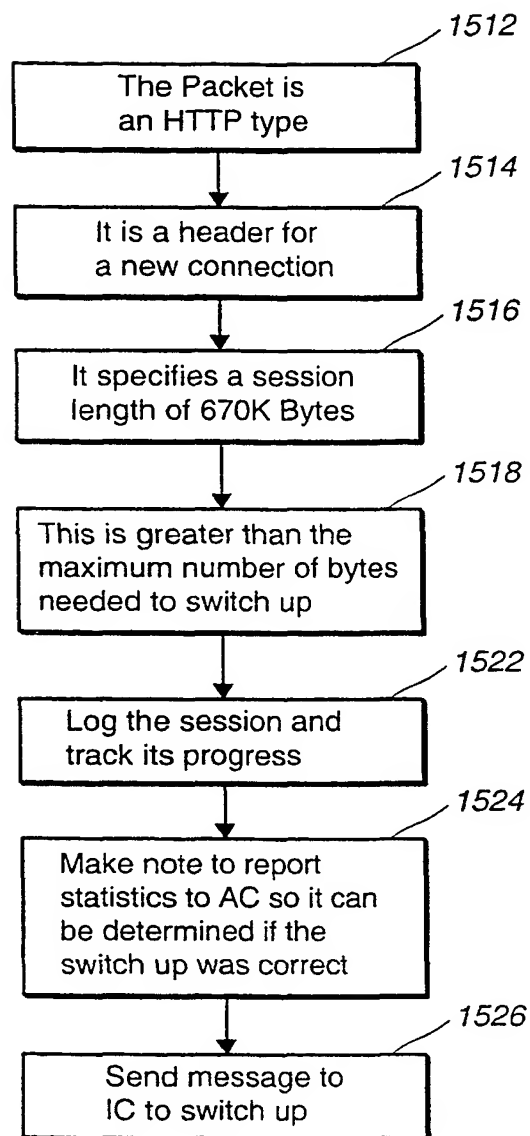 1512
The Packet is
an HTTP type
1514
It is a header for
a new connection
1516
It specifies a session
length of 670K Bytes
1518
This is greater than the
maximum number of bytes
needed to switch up
1522
Log the session and
track its progress
1524
Make note to report
statistics to AC so it can
be determined if the
switch up was correct
1526
Send message to
IC to switch up